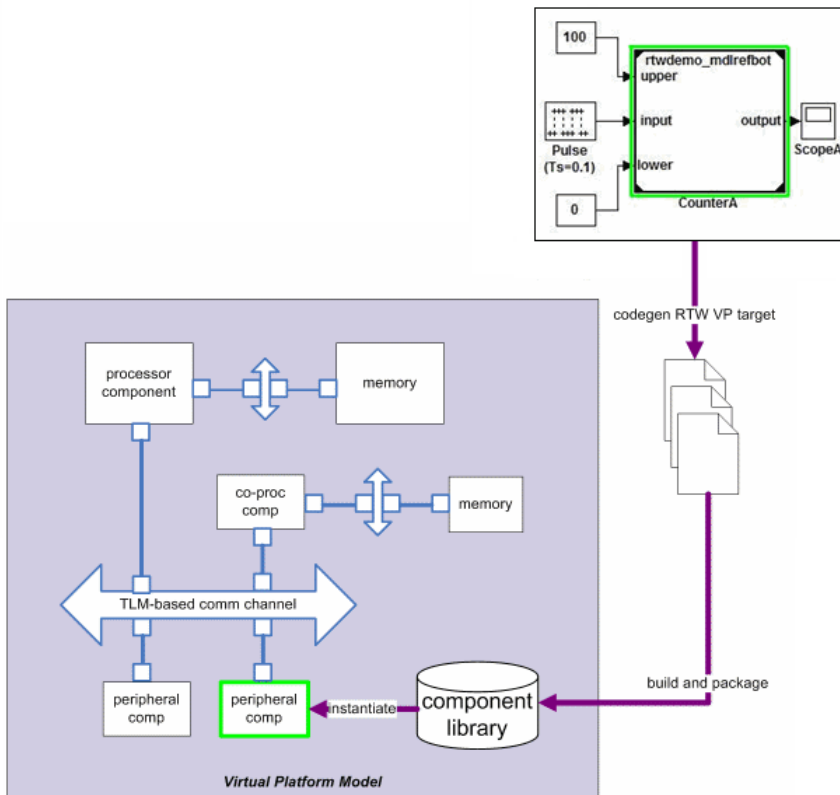 100
rtwdemo_mdlrefbot
upper
input
output
Pulse
(Ts=0.1)
ScopeA
lower
0
CounterA
codegen RTW VP target
processor
component
memory
co-proc
comp
memory
TLM-based comm channel
build and package
peripheral
comp
peripheral
comp
instantiate
component
library
Virtual Platform Model